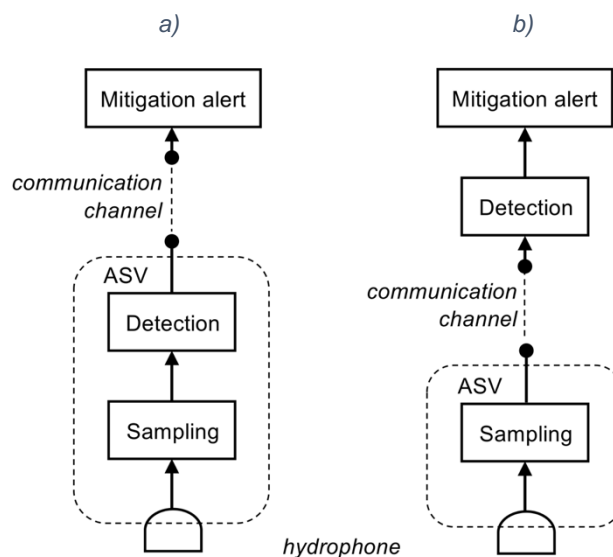 a)
b)
Mitigation alert
Mitigation alert
communication
channel
Detection
ASV
communication
channel
Detection
ASV
Sampling
Sampling
hydrophone